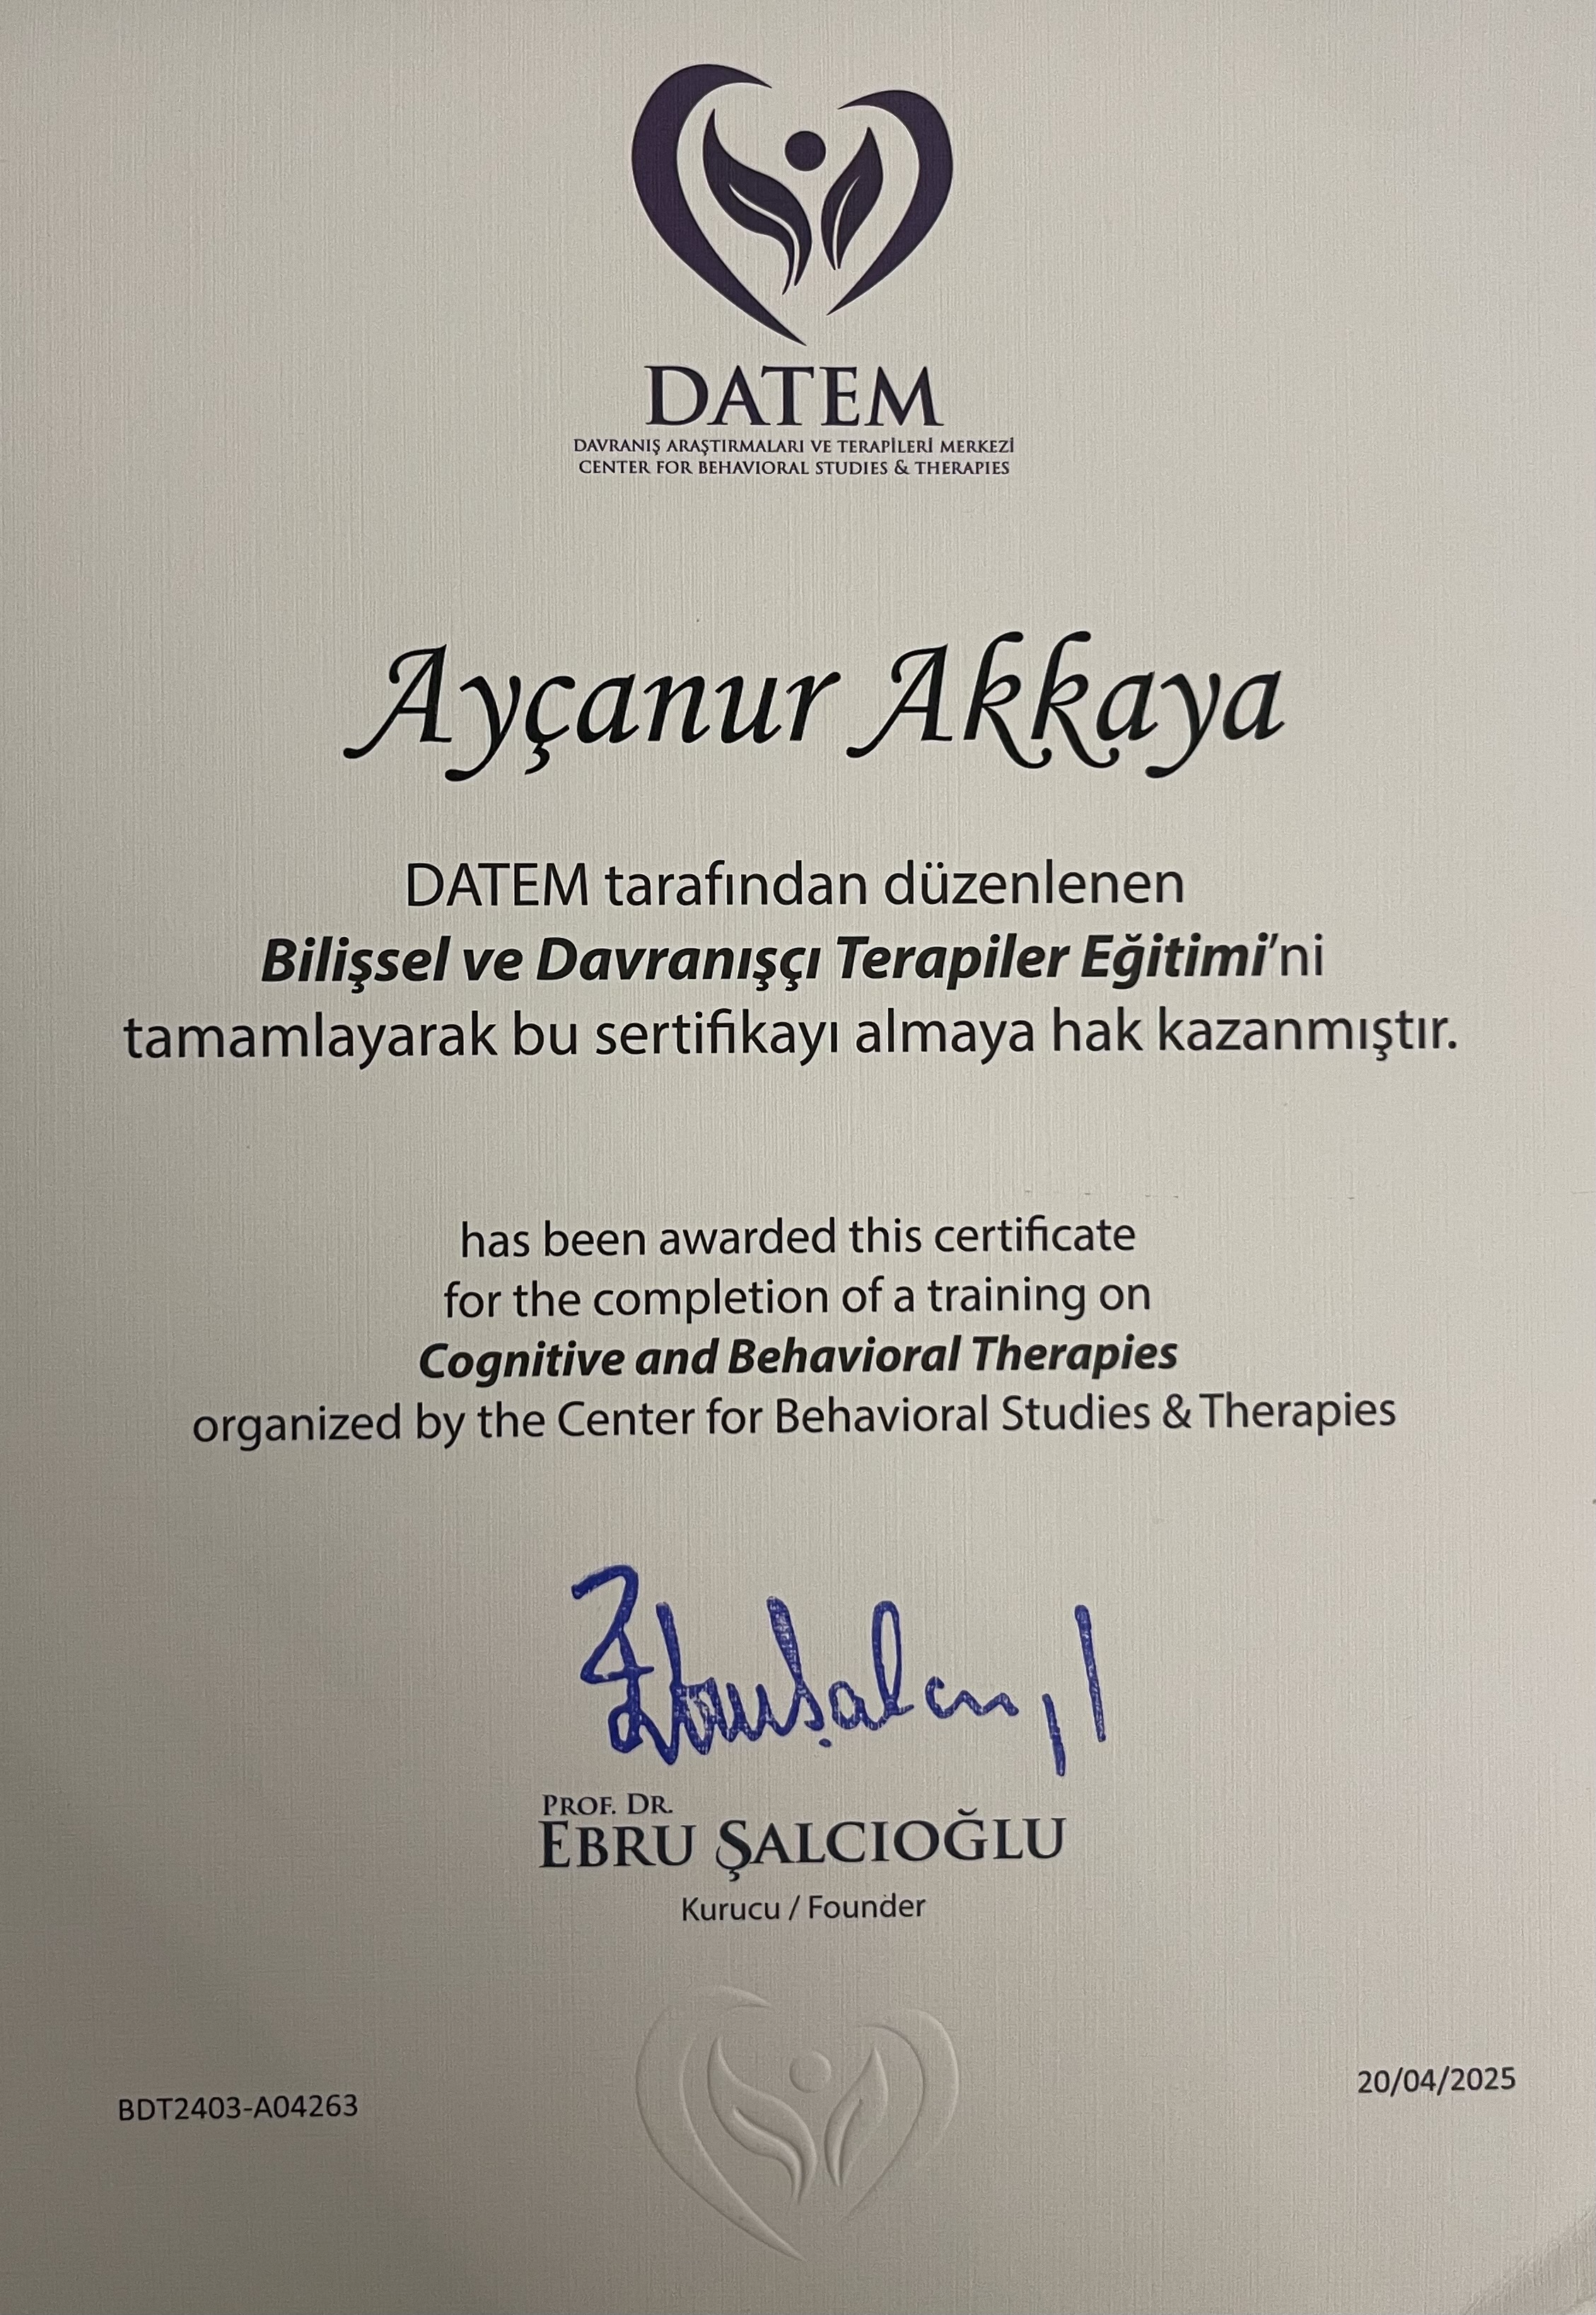 DATEM
DAVRANIŞ ARAŞTIRMALARI VE TERAPİLERİ MERKEZİ
CENTER FOR BEHAVIORAL STUDIES & THERAPIES
Ayçanur Akkaya
DATEM tarafından düzenlenen
Bilişsel ve Davranışçı Terapiler Eğitimi'ni
tamamlayarak bu sertifikayı almaya hak kazanmıştır.
has been awarded this certificate
for the completion of a training on
Cognitive and Behavioral Therapies
organized by the Center for Behavioral Studies & Therapies
PROF. DR.
EBRU ŞALCIOĞLU
Kurucu / Founder
BDT2403-A04263
20/04/2025